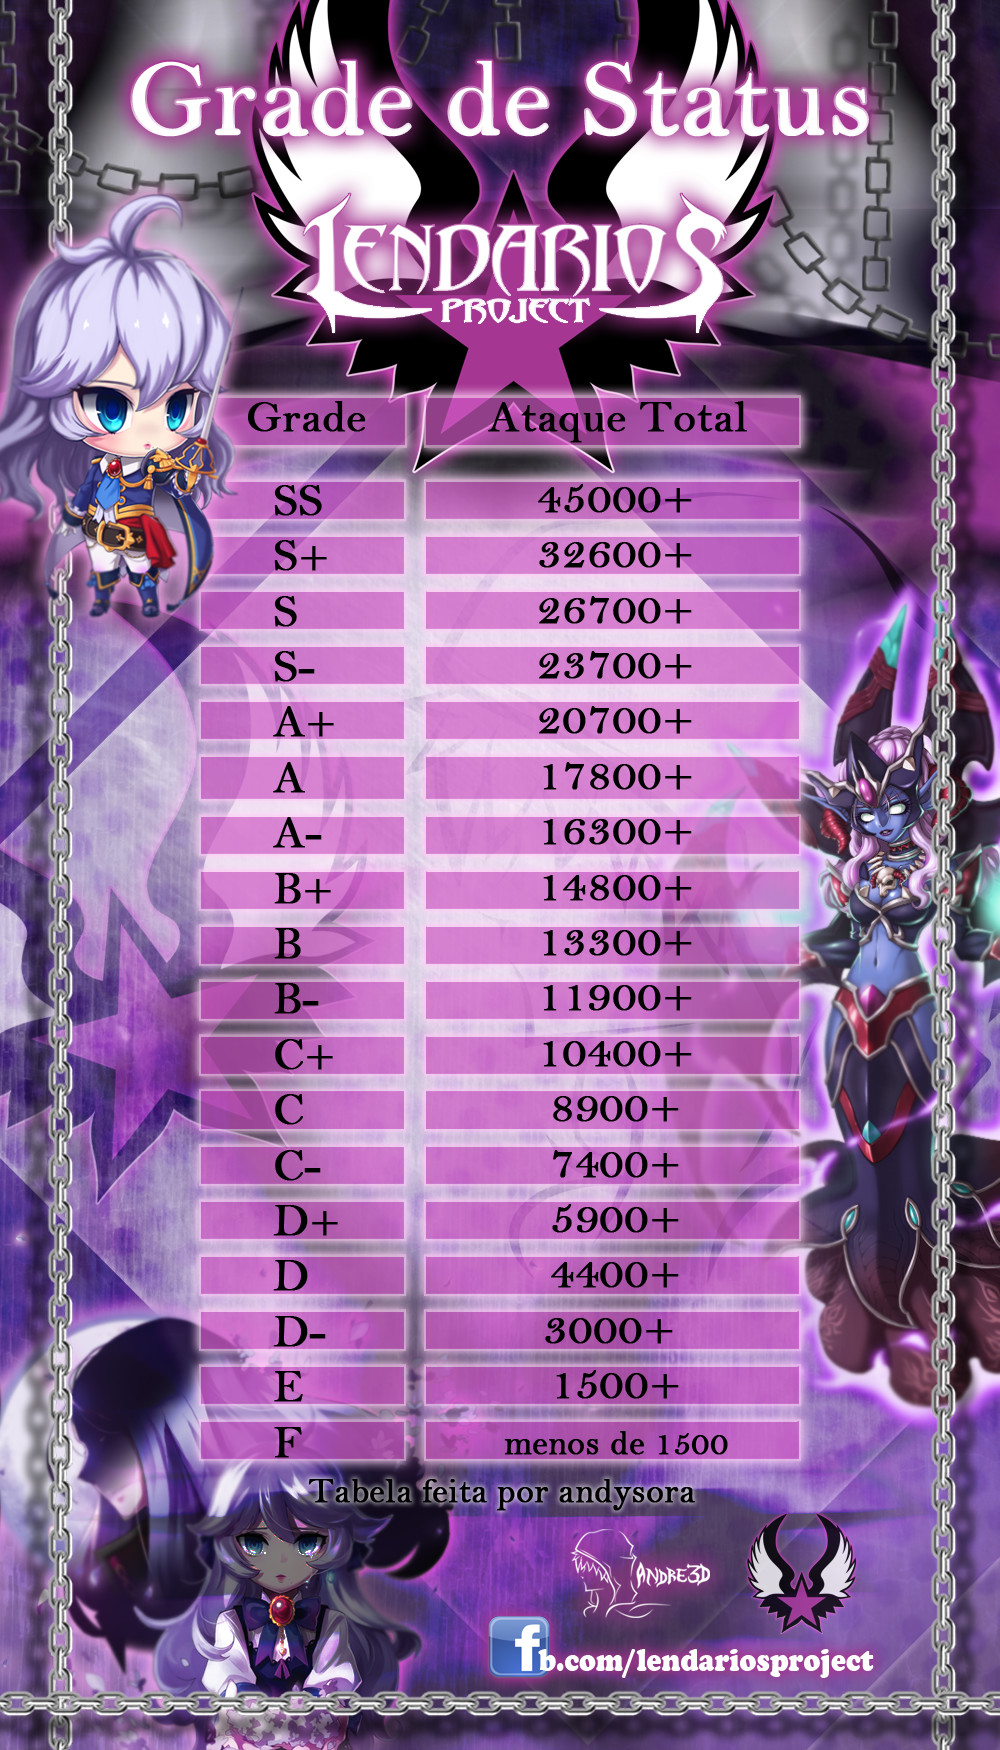 Grade de Status
LENDARIOS
PROJECT
Grade Ataque Total
SS 45000+
S+ 32600+
S 26700+
S- 23700+
A+ 20700+
A 17800+
A- 16300+
B+ 14800+
B 13300+
B- 11900+
C+ 10400+
C 8900+
C- 7400+
D+ 5900+
D 4400+
D- 3000+
E 1500+
F menos de 1500
Tabela feita por andysora
ANDRE3D
fb.com/lendariosproject